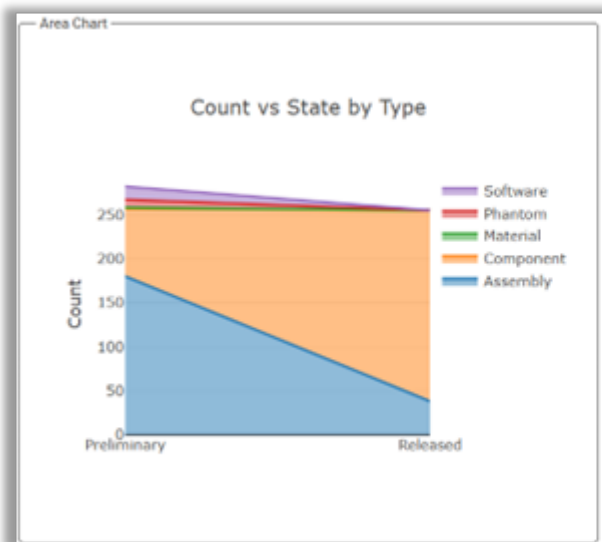 Area Chart
Count vs State by Type
Software
Phantom
Material
Component
Assembly
250
200
150
100
50
0
Count
Preliminary
Released